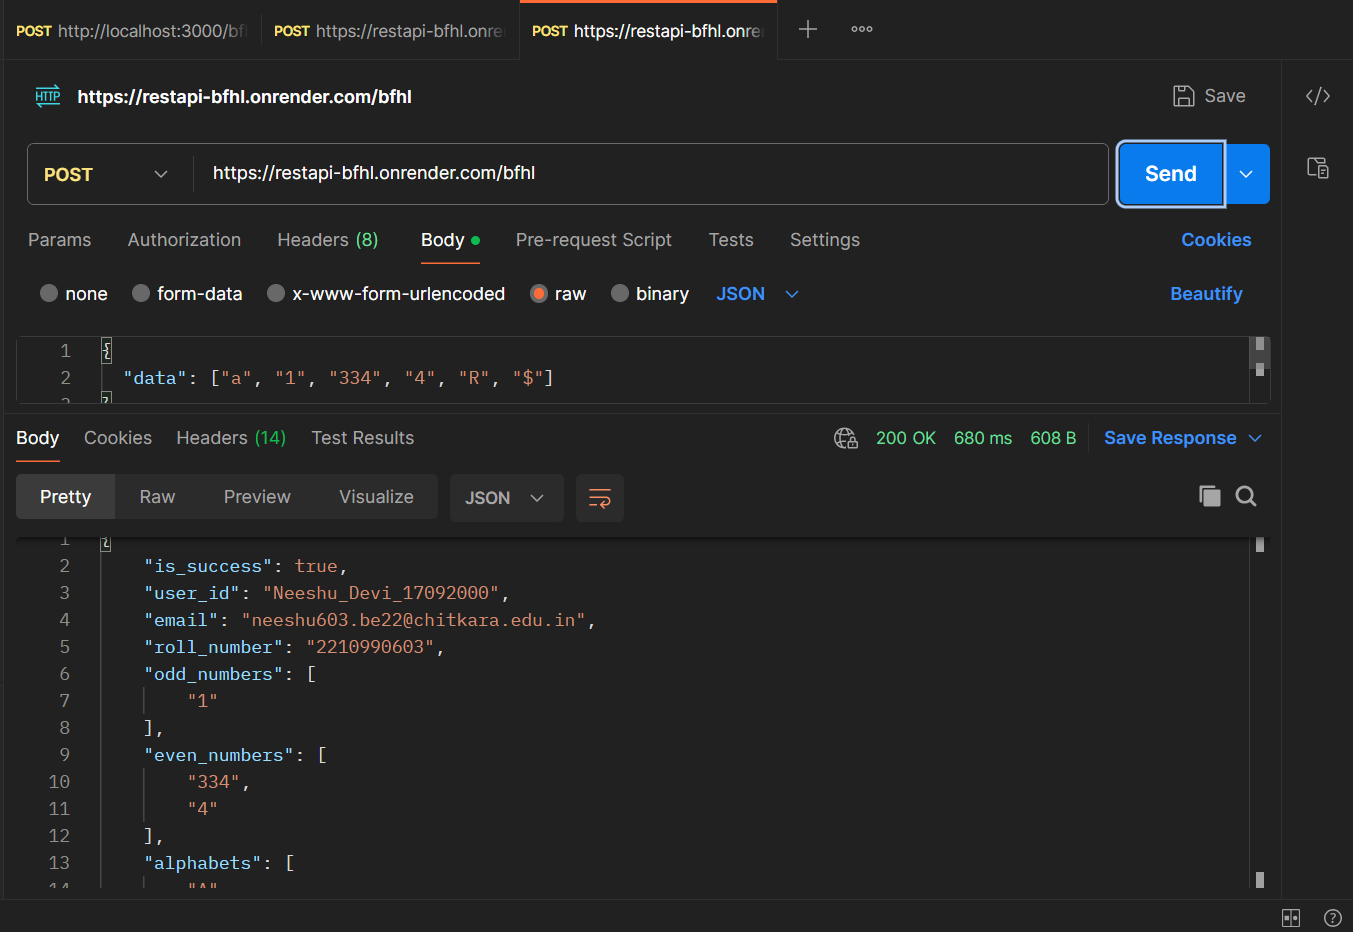 POST http://localhost:3000/bf POST https://restapi-bfhl.onre POST https://restapi-bfhl.onre
HTTP https://restapi-bfhl.onrender.com/bfhl Save
POST https://restapi-bfhl.onrender.com/bfhl Send
Params Authorization Headers (8) Body Pre-request Script Tests Settings Cookies
none form-data x-www-form-urlencoded raw binary JSON Beautify
1 {
2 "data": ["a", "1", "334", "4", "R", "$"]
3 }
Body Cookies Headers (14) Test Results 200 OK 680 ms 608 B Save Response
Pretty Raw Preview Visualize JSON
1 {
2 "is_success": true,
3 "user_id": "Neeshu_Devi_17092000",
4 "email": "neeshu603.be22@chitkara.edu.in",
5 "roll_number": "2210990603",
6 "odd_numbers": [
7 "1"
8 ],
9 "even_numbers": [
10 "334",
11 "4"
12 ],
13 "alphabets": [
14 "A"